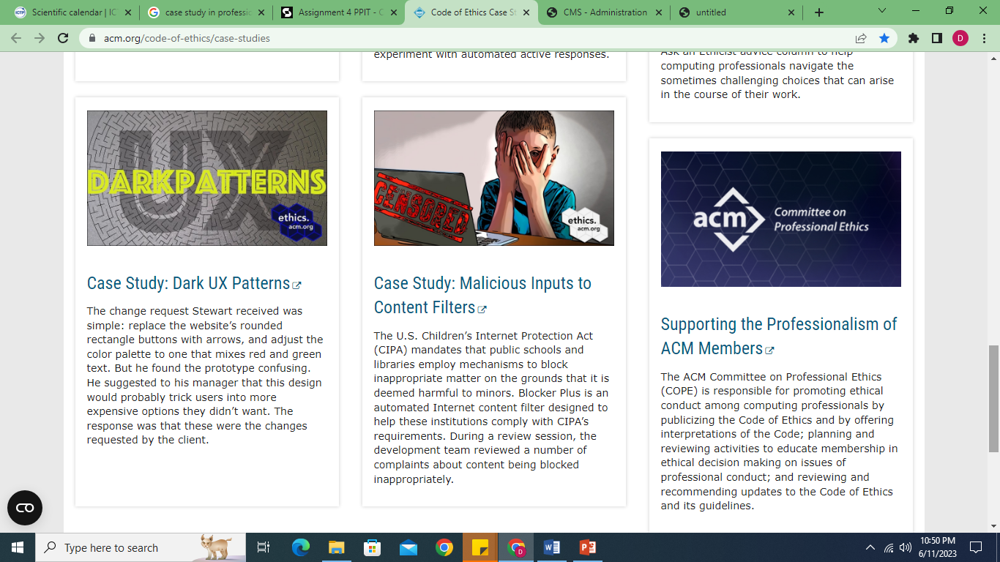 Scientific calendar | IC
case study in professio
Assignment 4 PPIT - C
Code of Ethics Case St
CMS - Administration
untitled
acm.org/code-of-ethics/case-studies
D
experiment with automated active responses.
Ask an Ethicist advice column to help
computing professionals navigate the
sometimes challenging choices that can arise
in the course of their work.
UX
DARKPATTERNS
ethics.
acm.org
Case Study: Dark UX Patterns
The change request Stewart received was
simple: replace the website’s rounded
rectangle buttons with arrows, and adjust the
color palette to one that mixes red and green
text. But he found the prototype confusing.
He suggested to his manager that this design
would probably trick users into more
expensive options they didn’t want. The
response was that these were the changes
requested by the client.
CENSORED
ethics.
acm.org
Case Study: Malicious Inputs to
Content Filters
The U.S. Children’s Internet Protection Act
(CIPA) mandates that public schools and
libraries employ mechanisms to block
inappropriate matter on the grounds that it is
deemed harmful to minors. Blocker Plus is an
automated Internet content filter designed to
help these institutions comply with CIPA’s
requirements. During a review session, the
development team reviewed a number of
complaints about content being blocked
inappropriately.
acm
Committee on
Professional Ethics
Supporting the Professionalism of
ACM Members
The ACM Committee on Professional Ethics
(COPE) is responsible for promoting ethical
conduct among computing professionals by
publicizing the Code of Ethics and by offering
interpretations of the Code; planning and
reviewing activities to educate membership in
ethical decision making on issues of
professional conduct; and reviewing and
recommending updates to the Code of Ethics
and its guidelines.
Type here to search
10:50 PM
6/11/2023